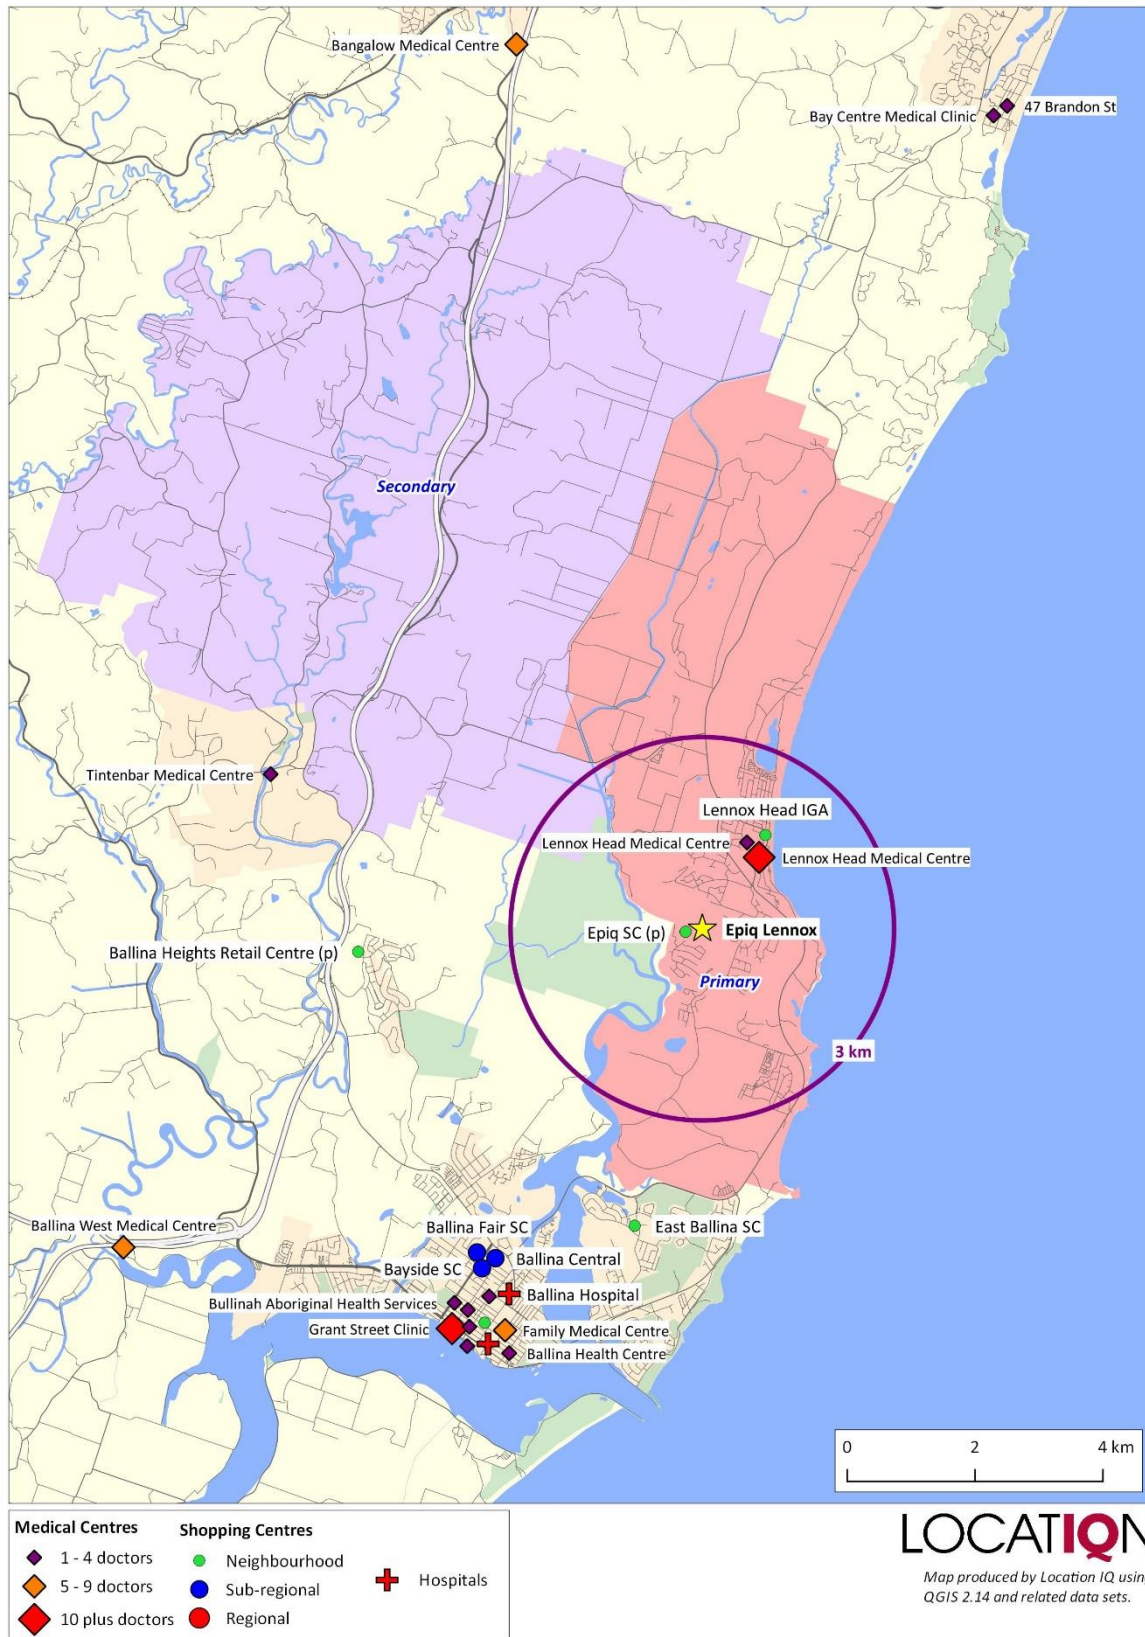 Bangalow Medical Centre
47 Brandon St
Bay Centre Medical Clinic
Secondary
Tintenbar Medical Centre
Lennox Head IGA
Lennox Head Medical Centre
Lennox Head Medical Centre
Epiq SC (p)
Epiq Lennox
Ballina Heights Retail Centre (p)
Primary
3 km
Ballina West Medical Centre
Ballina Fair SC
East Ballina SC
Ballina Central
Bayside SC
Ballina Hospital
Bullinah Aboriginal Health Services
Grant Street Clinic
Family Medical Centre
Ballina Health Centre
0 2 4 km
Medical Centres
1 - 4 doctors
5 - 9 doctors
10 plus doctors
Shopping Centres
Neighbourhood
Sub-regional
Regional
Hospitals
LOCATIQN
Map produced by Location IQ using
QGIS 2.14 and related data sets.